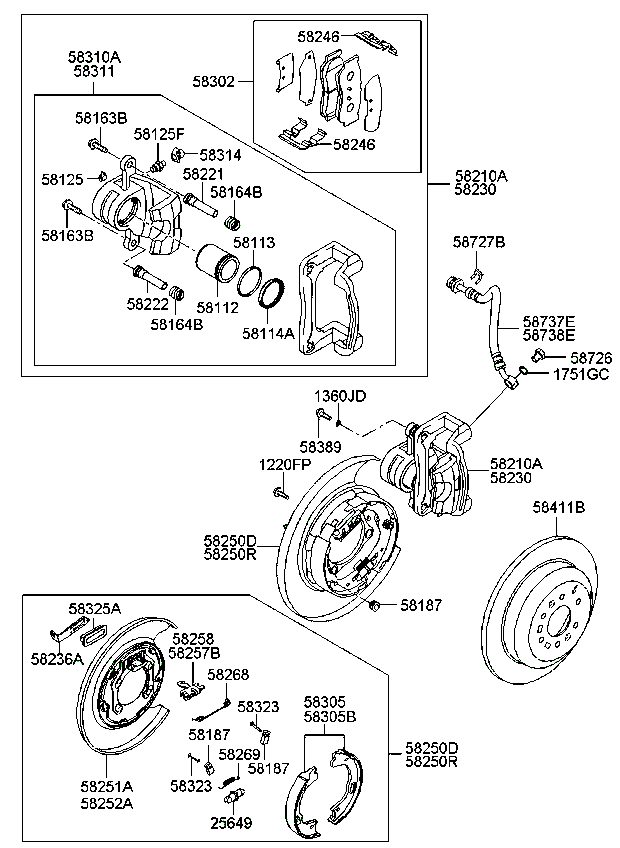 58310A
58311
58302
58246
58246
58163B
58125F
58314
58125
58221
58164B
58163B
58113
58222
58112
58164B
58114A
58210A
58230
58727B
58737E
58738E
58726
1751GC
1360JD
58389
1220FP
58210A
58230
58411B
58250D
58250R
58187
58325A
58236A
58258
58257B
58268
58323
58305
58305B
58187
58269
58187
58323
58251A
58252A
25649
58250D
58250R